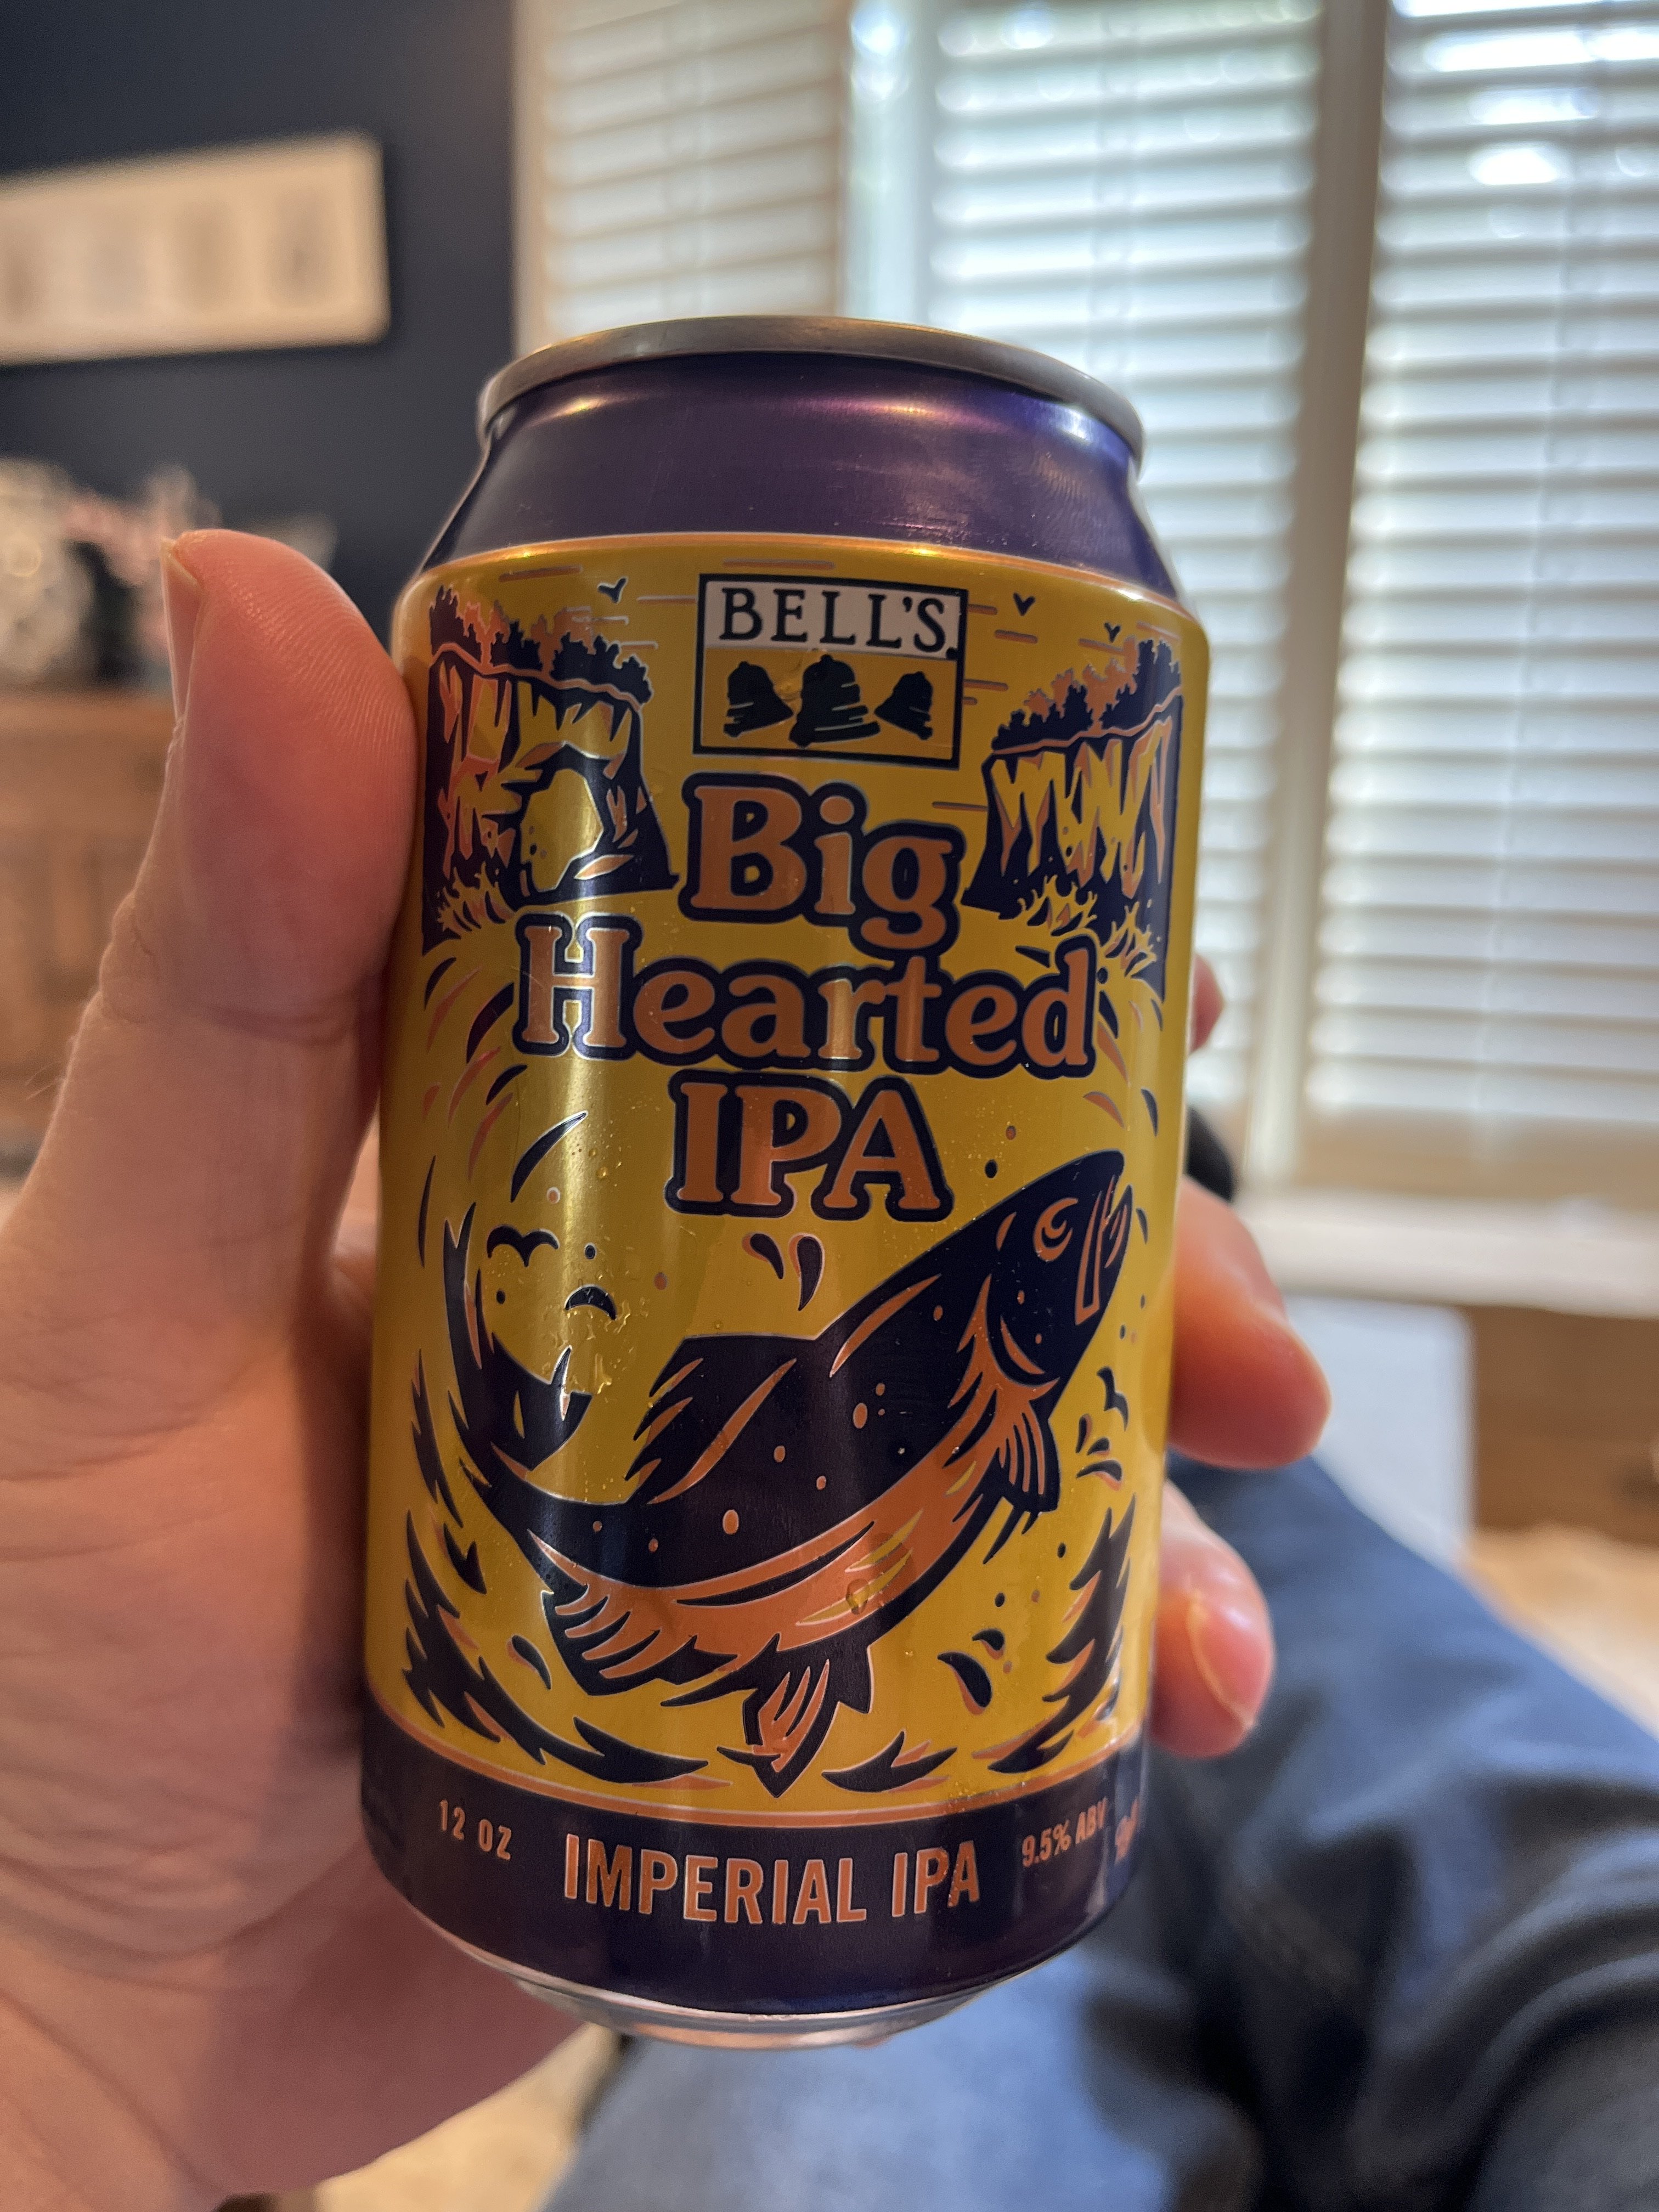 BELL'S
Big
Hearted
IPA
12 OZ
IMPERIAL IPA
9.5% ABV